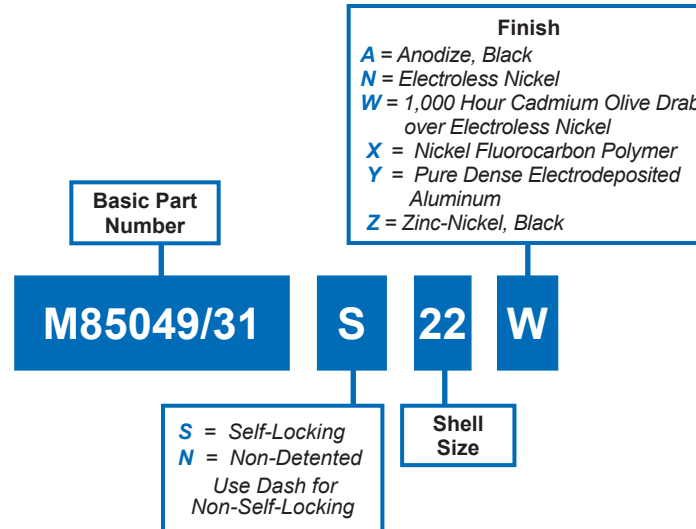 Finish
A = Anodize, Black
N = Electroless Nickel
W = 1,000 Hour Cadmium Olive Drab
over Electroless Nickel
X = Nickel Fluorocarbon Polymer
Y = Pure Dense Electrodeposited
Aluminum
Z = Zinc-Nickel, Black
Basic Part
Number
M85049/31 S 22 W
S = Self-Locking
N = Non-Detented
Use Dash for
Non-Self-Locking
Shell
Size